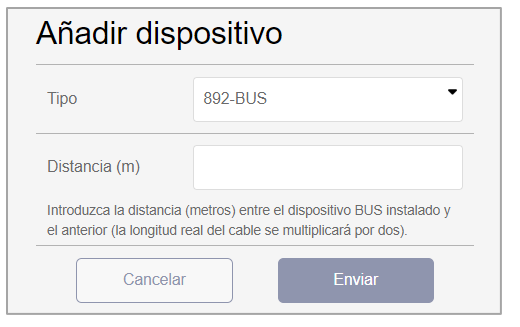 Añadir dispositivo
Tipo
892-BUS
Distancia (m)
Introduzca la distancia (metros) entre el dispositivo BUS instalado y
el anterior (la longitud real del cable se multiplicará por dos).
Cancelar
Enviar